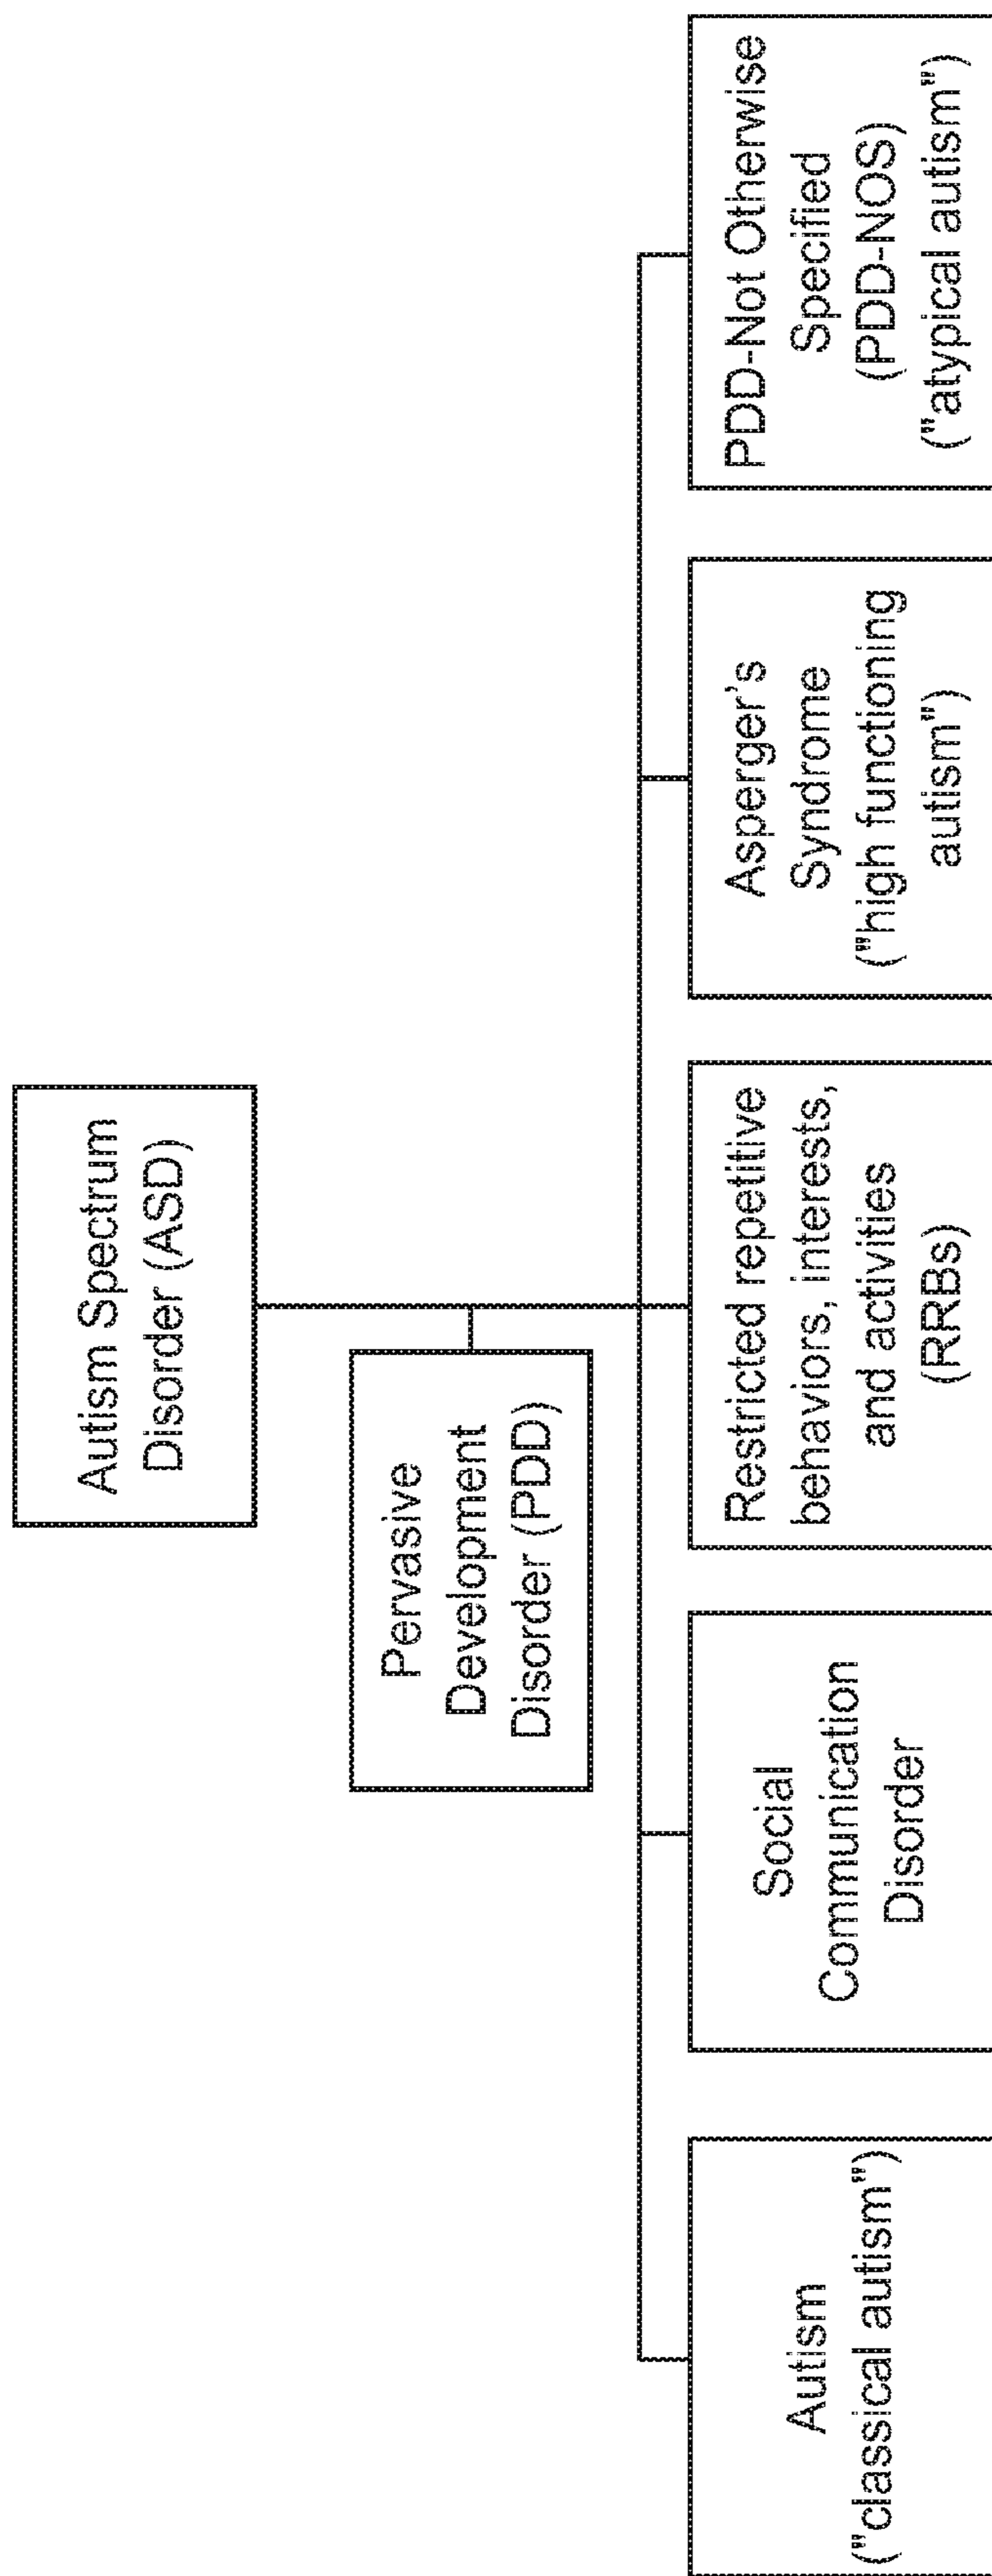 Autism Spectrum
Disorder (ASD)
Pervasive
Development
Disorder (PDD)
Autism
("classical autism")
Social
Communication
Disorder
Restricted repetitive
behaviors, interests,
and activities
(RRBs)
Asperger's
Syndrome
("high functioning
autism")
PDD-Not Otherwise
Specified
(PDD-NOS)
("atypical autism")